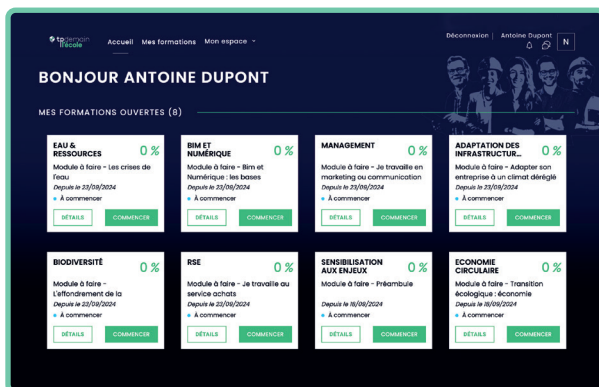 tpdemain
l'école
Accueil Mes formations Mon espace
Déconnexion | Antoine Dupont
N
BONJOUR ANTOINE DUPONT
MES FORMATIONS OUVERTES (8)
EAU &
RESSOURCES
0 %
Module à faire - Les crises de
l'eau
Depuis le 23/09/2024
À commencer
DÉTAILS COMMENCER
BIM ET
NUMÉRIQUE
0 %
Module à faire - Bim et
Numérique : les bases
Depuis le 23/09/2024
À commencer
DÉTAILS COMMENCER
MANAGEMENT
0 %
Module à faire - Je travaille en
marketing ou communication
Depuis le 23/09/2024
À commencer
DÉTAILS COMMENCER
ADAPTATION DES
INFRASTRUCTUR...
0 %
Module à faire - Adapter son
entreprise à un climat déréglé
Depuis le 23/09/2024
À commencer
DÉTAILS COMMENCER
BIODIVERSITÉ
0 %
Module à faire -
L'effondrement de la
Depuis le 23/09/2024
À commencer
DÉTAILS COMMENCER
RSE
0 %
Module à faire - Je travaille au
service achats
Depuis le 23/09/2024
À commencer
DÉTAILS COMMENCER
SENSIBILISATION
AUX ENJEUX
0 %
Module à faire - Préambule
Depuis le 18/09/2024
À commencer
DÉTAILS COMMENCER
ECONOMIE
CIRCULAIRE
0 %
Module à faire - Transition
écologique : économie
Depuis le 18/09/2024
À commencer
DÉTAILS COMMENCER